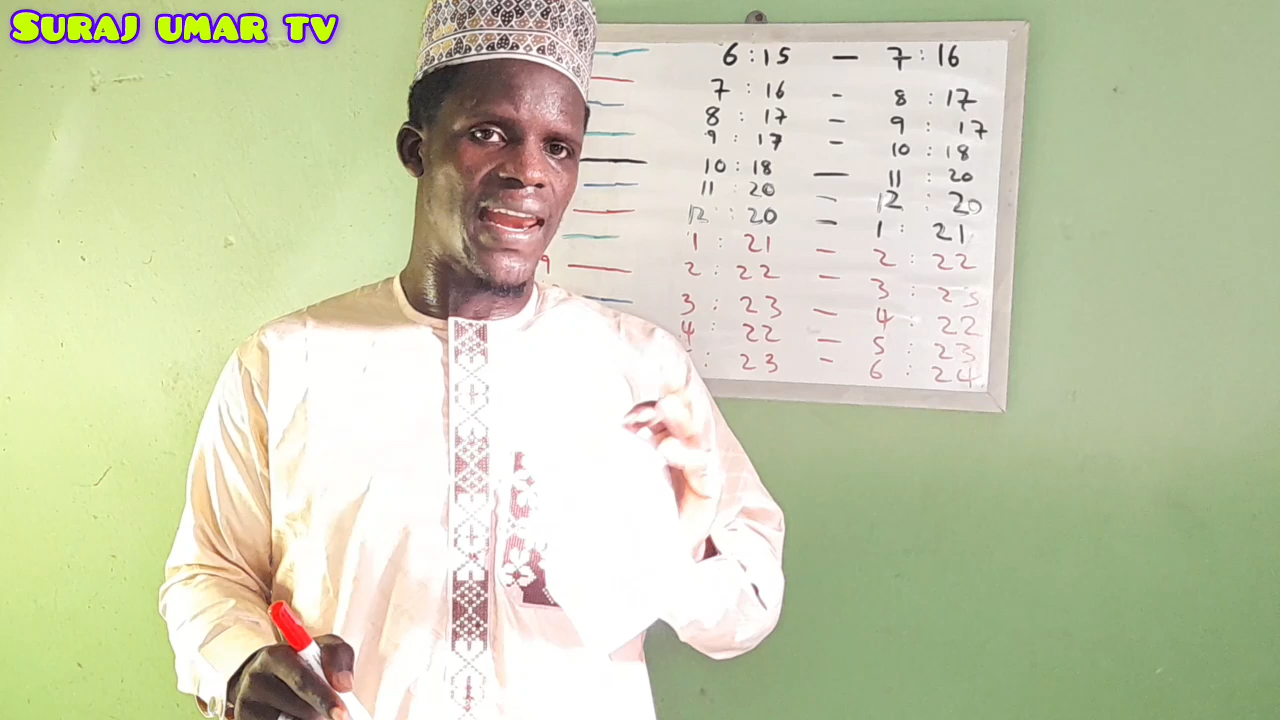 SURAJ UMAR TV
6:15 — 7:16
7 : 16 - 8 : 17
8 : 17 - 9 : 17
9 : 17 - 10 : 18
10:18 — 11 : 20
11 : 20 - 12 : 20
12 : 20 - 1 : 21
1 : 21 - 2 : 22
2 : 22 - 3 : 23
3 : 23 - 4 : 22
4 : 22 - 5 : 23
: 23 - 6 : 24
9